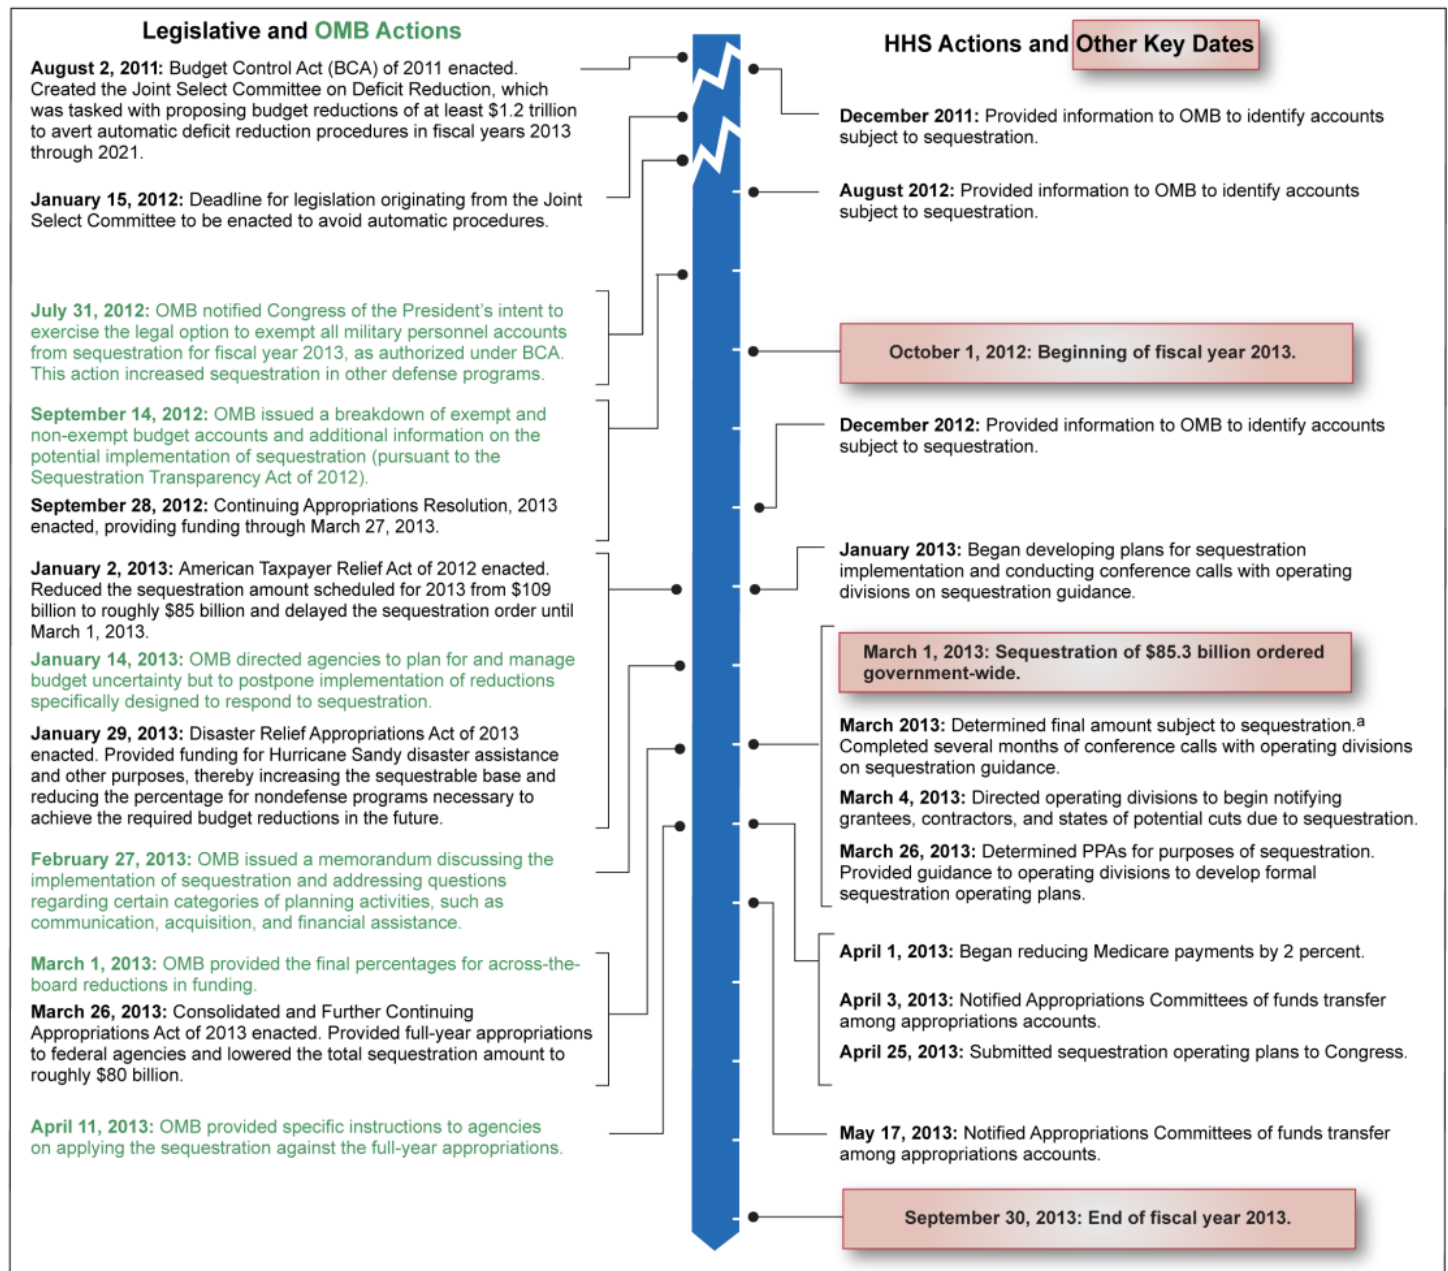 Legislative and OMB Actions
August 2, 2011: Budget Control Act (BCA) of 2011 enacted.
Created the Joint Select Committee on Deficit Reduction, which
was tasked with proposing budget reductions of at least $1.2 trillion
to avert automatic deficit reduction procedures in fiscal years 2013
through 2021.
January 15, 2012: Deadline for legislation originating from the Joint
Select Committee to be enacted to avoid automatic procedures.
July 31, 2012: OMB notified Congress of the President's intent to
exercise the legal option to exempt all military personnel accounts
from sequestration for fiscal year 2013, as authorized under BCA.
This action increased sequestration in other defense programs.
September 14, 2012: OMB issued a breakdown of exempt and
non-exempt budget accounts and additional information on the
potential implementation of sequestration (pursuant to the
Sequestration Transparency Act of 2012).
September 28, 2012: Continuing Appropriations Resolution, 2013
enacted, providing funding through March 27, 2013.
January 2, 2013: American Taxpayer Relief Act of 2012 enacted.
Reduced the sequestration amount scheduled for 2013 from $109
billion to roughly $85 billion and delayed the sequestration order until
March 1, 2013.
January 14, 2013: OMB directed agencies to plan for and manage
budget uncertainty but to postpone implementation of reductions
specifically designed to respond to sequestration.
January 29, 2013: Disaster Relief Appropriations Act of 2013
enacted. Provided funding for Hurricane Sandy disaster assistance
and other purposes, thereby increasing the sequestrable base and
reducing the percentage for nondefense programs necessary to
achieve the required budget reductions in the future.
February 27, 2013: OMB issued a memorandum discussing the
implementation of sequestration and addressing questions
regarding certain categories of planning activities, such as
communication, acquisition, and financial assistance.
March 1, 2013: OMB provided the final percentages for across-the-
board reductions in funding.
March 26, 2013: Consolidated and Further Continuing
Appropriations Act of 2013 enacted. Provided full-year appropriations
to federal agencies and lowered the total sequestration amount to
roughly $80 billion.
April 11, 2013: OMB provided specific instructions to agencies
on applying the sequestration against the full-year appropriations.
HHS Actions and Other Key Dates
December 2011: Provided information to OMB to identify accounts
subject to sequestration.
August 2012: Provided information to OMB to identify accounts
subject to sequestration.
October 1, 2012: Beginning of fiscal year 2013.
December 2012: Provided information to OMB to identify accounts
subject to sequestration.
January 2013: Began developing plans for sequestration
implementation and conducting conference calls with operating
divisions on sequestration guidance.
March 1, 2013: Sequestration of $85.3 billion ordered
government-wide.
March 2013: Determined final amount subject to sequestration.a
Completed several months of conference calls with operating divisions
on sequestration guidance.
March 4, 2013: Directed operating divisions to begin notifying
grantees, contractors, and states of potential cuts due to sequestration.
March 26, 2013: Determined PPAs for purposes of sequestration.
Provided guidance to operating divisions to develop formal
sequestration operating plans.
April 1, 2013: Began reducing Medicare payments by 2 percent.
April 3, 2013: Notified Appropriations Committees of funds transfer
among appropriations accounts.
April 25, 2013: Submitted sequestration operating plans to Congress.
May 17, 2013: Notified Appropriations Committees of funds transfer
among appropriations accounts.
September 30, 2013: End of fiscal year 2013.